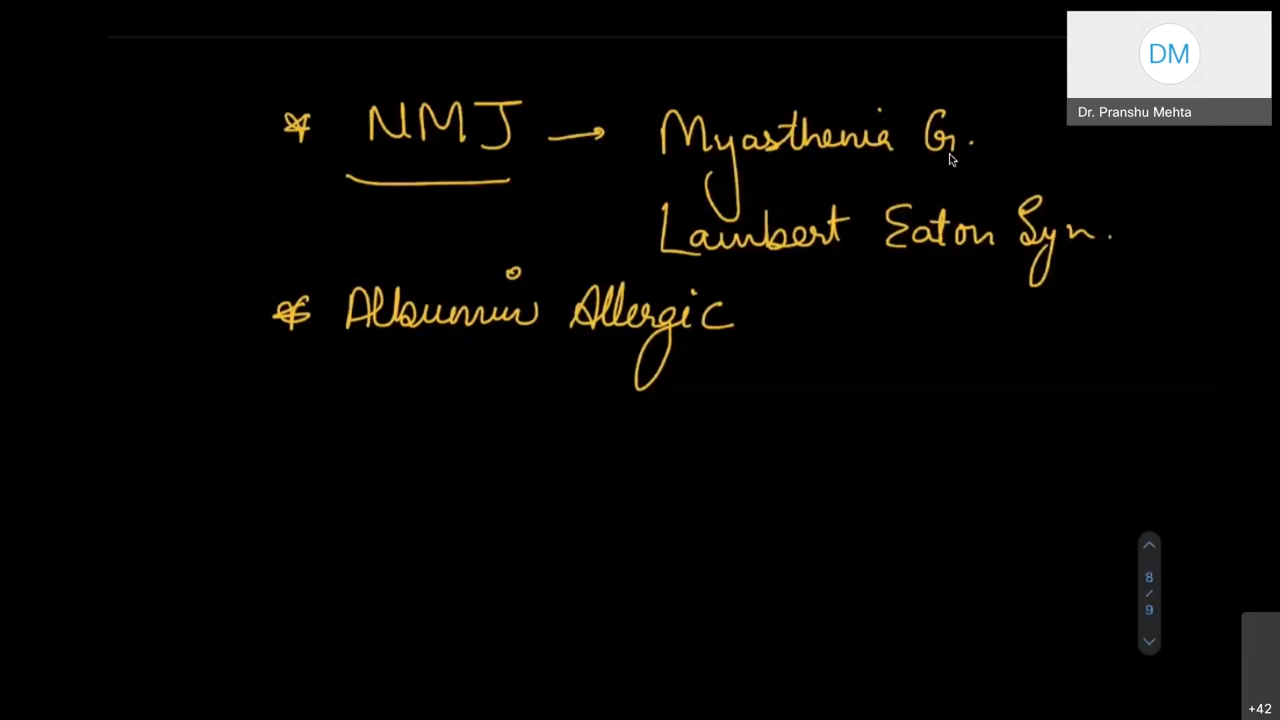 DM
Dr. Pranshu Mehta
* NMJ → Myasthenia G.
Lambert Eaton Syn.
* Albumin Allergic
8
/
9
+42